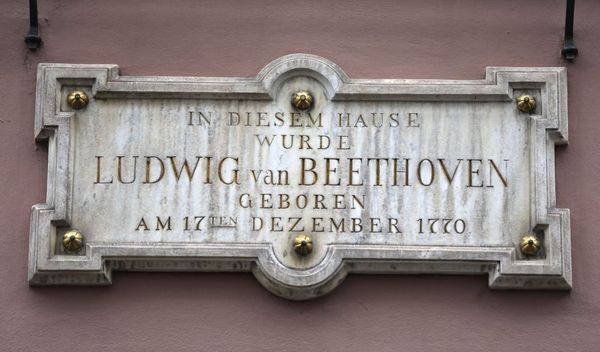 IN DIESEM HAUSE
WURDE
LUDWIG van BEETHOVEN
GEBOREN
AM 17TEN DEZEMBER 1770.